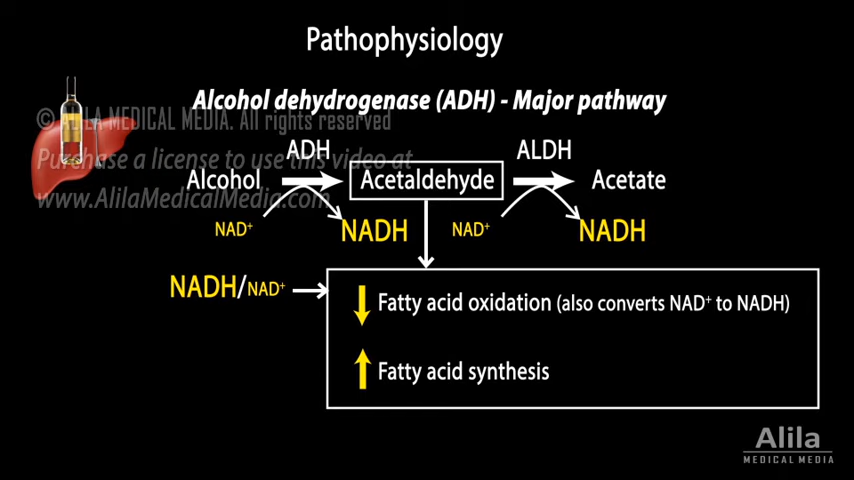 Pathophysiology
Alcohol dehydrogenase (ADH) - Major pathway
© ALILA MEDICAL MEDIA. All rights reserved
Purchase a license to use this video at
www.AlilaMedicalMedia.com
ADH
ALDH
Alcohol
Acetaldehyde
Acetate
NAD⁺
NADH
NAD⁺
NADH
NADH/NAD⁺
Fatty acid oxidation (also converts NAD⁺ to NADH)
Fatty acid synthesis
Alila
MEDICAL MEDIA